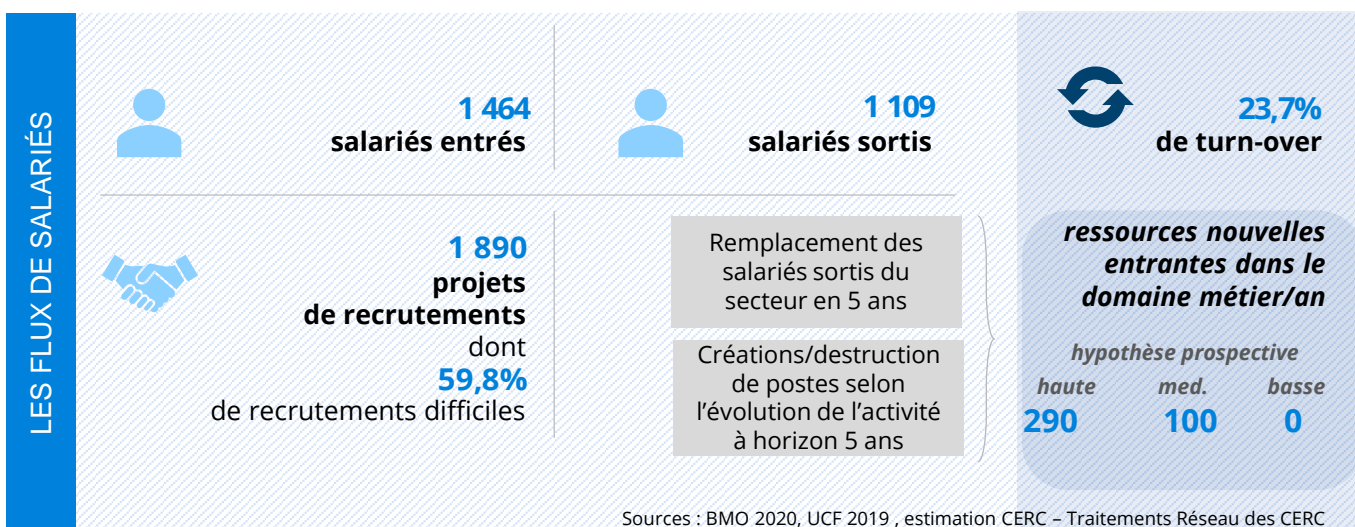 LES FLUX DE SALARIÉS
1 464
salariés entrés
1 109
salariés sortis
23,7%
de turn-over
1 890
projets
de recrutements
dont
59,8%
de recrutements difficiles
Remplacement des
salariés sortis du
secteur en 5 ans
Créations/destruction
de postes selon
l'évolution de l'activité
à horizon 5 ans
ressources nouvelles
entrantes dans le
domaine métier/an
hypothèse prospective
haute med. basse
290 100 0
Sources : BMO 2020, UCF 2019 , estimation CERC – Traitements Réseau des CERC